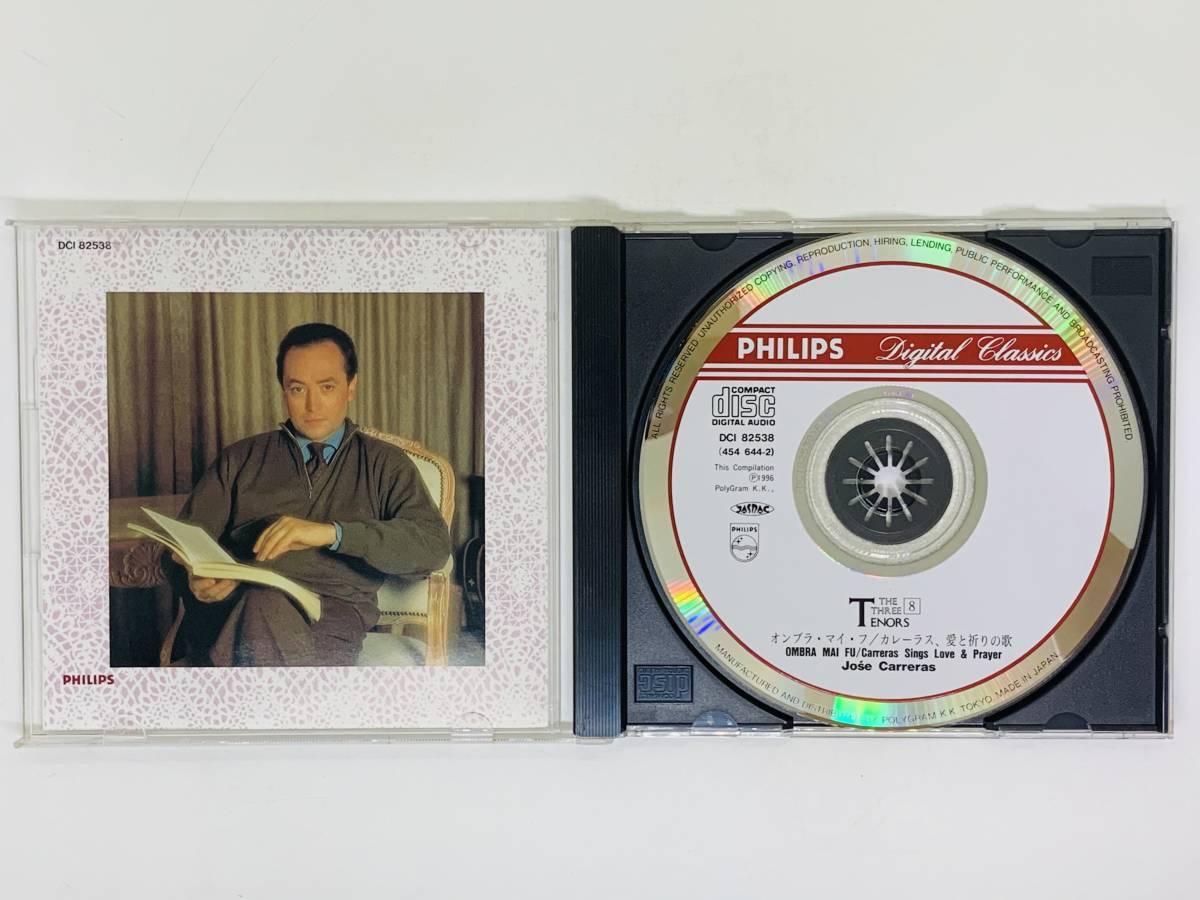 DCI 82538
PHILIPS
ALL RIGHTS RESERVED UNAUTHORIZED COPYING, REPRODUCTION, HIRING, LENDING, PUBLIC PERFORMANCE AND BROADCASTING PROHIBITED
PHILIPS Digital Classics
COMPACT
disc
DIGITAL AUDIO
DCI 82538
(454 644-2)
This Compilation
Ⓟ1996
PolyGram K.K.,
JASRAC
PHILIPS
THE
THREE 8
TENORS
オンブラ・マイ・フ/カレーラス、愛と祈りの歌
OMBRA MAI FU/Carreras Sings Love & Prayer
José Carreras
MANUFACTURED AND DISTRIBUTED BY POLYGRAM K.K. TOKYO. MADE IN JAPAN
disc